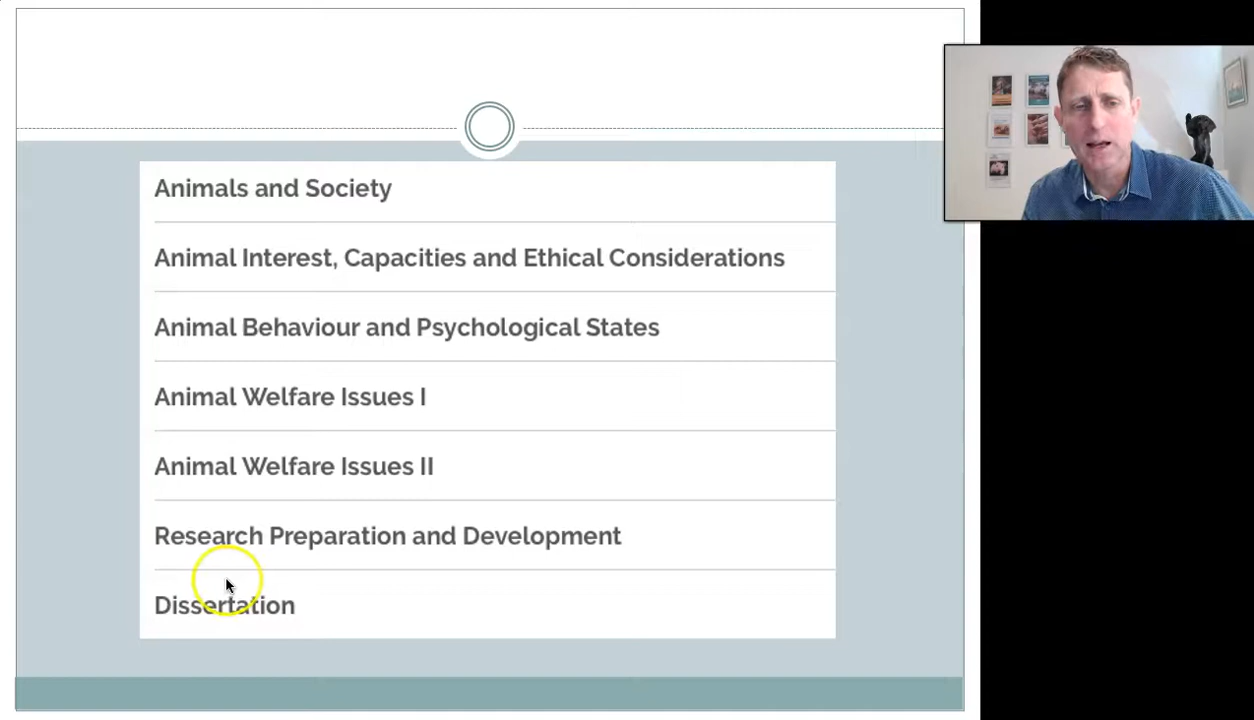 Animals and Society
Animal Interest, Capacities and Ethical Considerations
Animal Behaviour and Psychological States
Animal Welfare Issues I
Animal Welfare Issues II
Research Preparation and Development
Dissertation